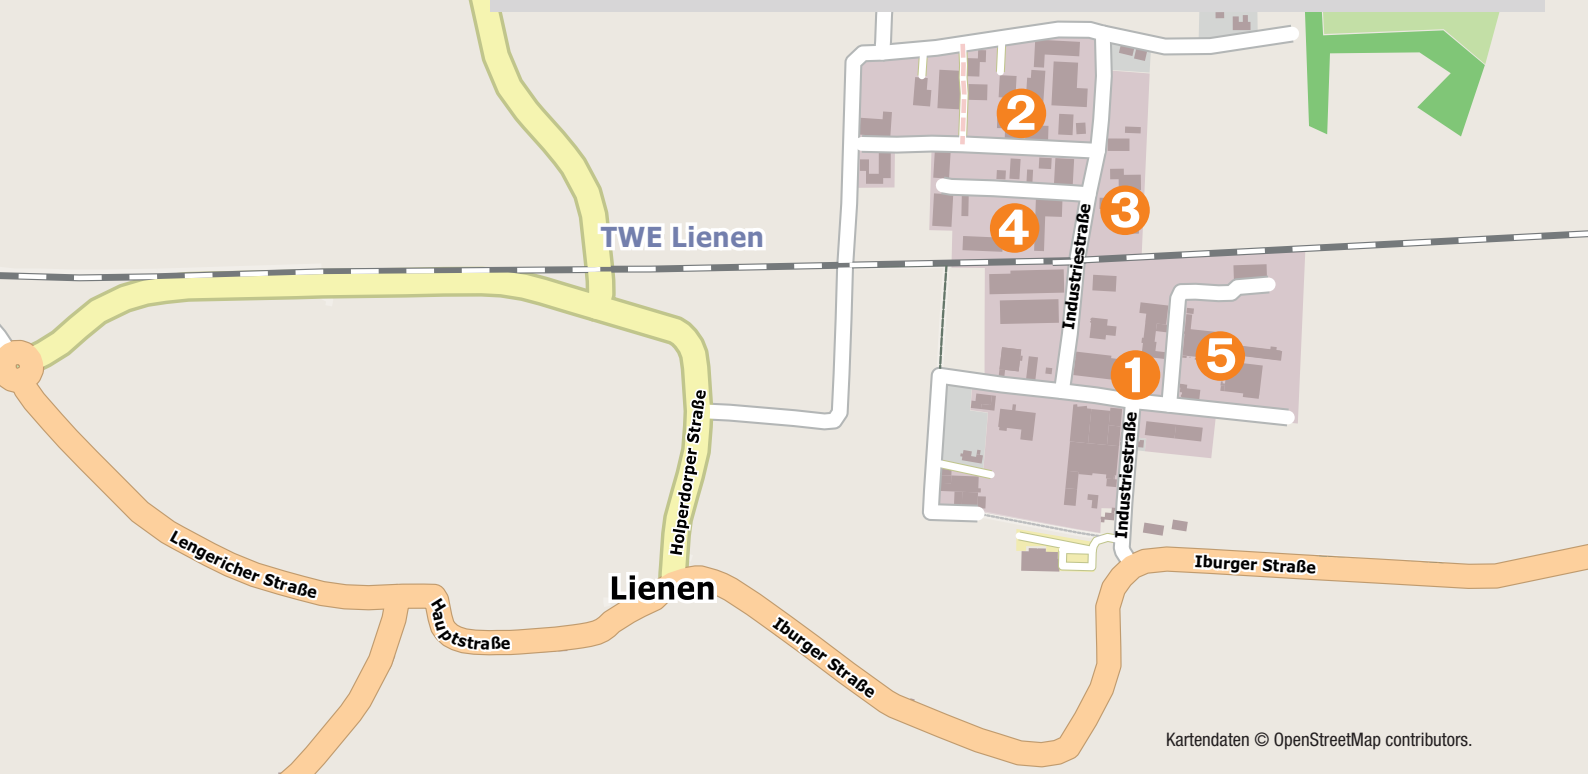 2
3
4
TWE Lienen
Industriestraße
5
1
Holperdorper Straße
Industriestraße
Lengericher Straße
Iburger Straße
Lienen
Hauptstraße
Iburger Straße
Kartendaten © OpenStreetMap contributors.